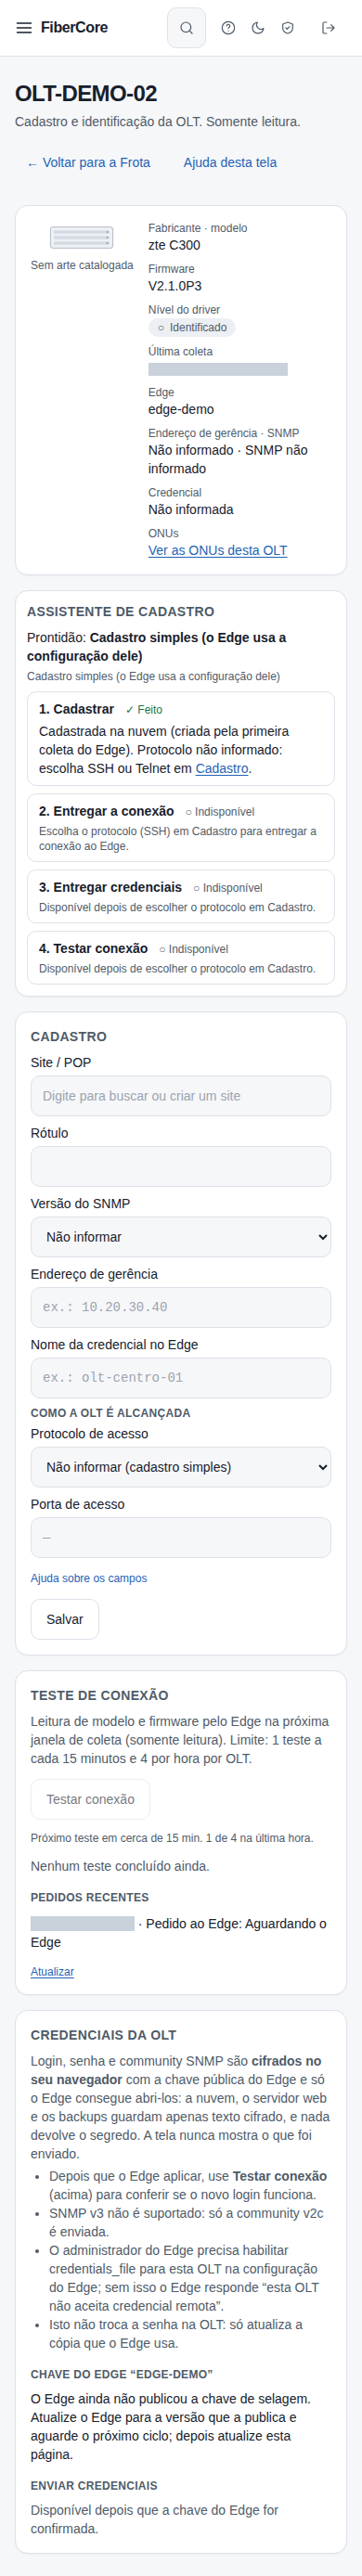 FiberCore
OLT-DEMO-02
Cadastro e identificação da OLT. Somente leitura.
← Voltar para a Frota
Ajuda desta tela
Sem arte catalogada
Fabricante · modelo
zte C300
Firmware
V2.1.0P3
Nível do driver
○ Identificado
Última coleta
Edge
edge-demo
Endereço de gerência · SNMP
Não informado · SNMP não
informado
Credencial
Não informada
ONUs
Ver as ONUs desta OLT
ASSISTENTE DE CADASTRO
Prontidão: Cadastro simples (o Edge usa a
configuração dele)
Cadastro simples (o Edge usa a configuração dele)
1. Cadastrar ✓ Feito
Cadastrada na nuvem (criada pela primeira
coleta do Edge). Protocolo não informado:
escolha SSH ou Telnet em Cadastro.
2. Entregar a conexão ○ Indisponível
Escolha o protocolo (SSH) em Cadastro para entregar a
conexão ao Edge.
3. Entregar credenciais ○ Indisponível
Disponível depois de escolher o protocolo em Cadastro.
4. Testar conexão ○ Indisponível
Disponível depois de escolher o protocolo em Cadastro.
CADASTRO
Site / POP
Digite para buscar ou criar um site
Rótulo
Versão do SNMP
Não informar
Endereço de gerência
ex.: 10.20.30.40
Nome da credencial no Edge
ex.: olt-centro-01
COMO A OLT É ALCANÇADA
Protocolo de acesso
Não informar (cadastro simples)
Porta de acesso
—
Ajuda sobre os campos
Salvar
TESTE DE CONEXÃO
Leitura de modelo e firmware pelo Edge na próxima
janela de coleta (somente leitura). Limite: 1 teste a
cada 15 minutos e 4 por hora por OLT.
Testar conexão
Próximo teste em cerca de 15 min. 1 de 4 na última hora.
Nenhum teste concluído ainda.
PEDIDOS RECENTES
· Pedido ao Edge: Aguardando o
Edge
Atualizar
CREDENCIAIS DA OLT
Login, senha e community SNMP são cifrados no
seu navegador com a chave pública do Edge e só
o Edge consegue abri-los: a nuvem, o servidor web
e os backups guardam apenas texto cifrado, e nada
devolve o segredo. A tela nunca mostra o que foi
enviado.
• Depois que o Edge aplicar, use Testar conexão
(acima) para conferir se o novo login funciona.
• SNMP v3 não é suportado: só a community v2c
é enviada.
• O administrador do Edge precisa habilitar
credentials_file para esta OLT na configuração
do Edge; sem isso o Edge responde “esta OLT
não aceita credencial remota”.
• Isto não troca a senha na OLT: só atualiza a
cópia que o Edge usa.
CHAVE DO EDGE “EDGE-DEMO”
O Edge ainda não publicou a chave de selagem.
Atualize o Edge para a versão que a publica e
aguarde o próximo ciclo; depois atualize esta
página.
ENVIAR CREDENCIAIS
Disponível depois que a chave do Edge for
confirmada.